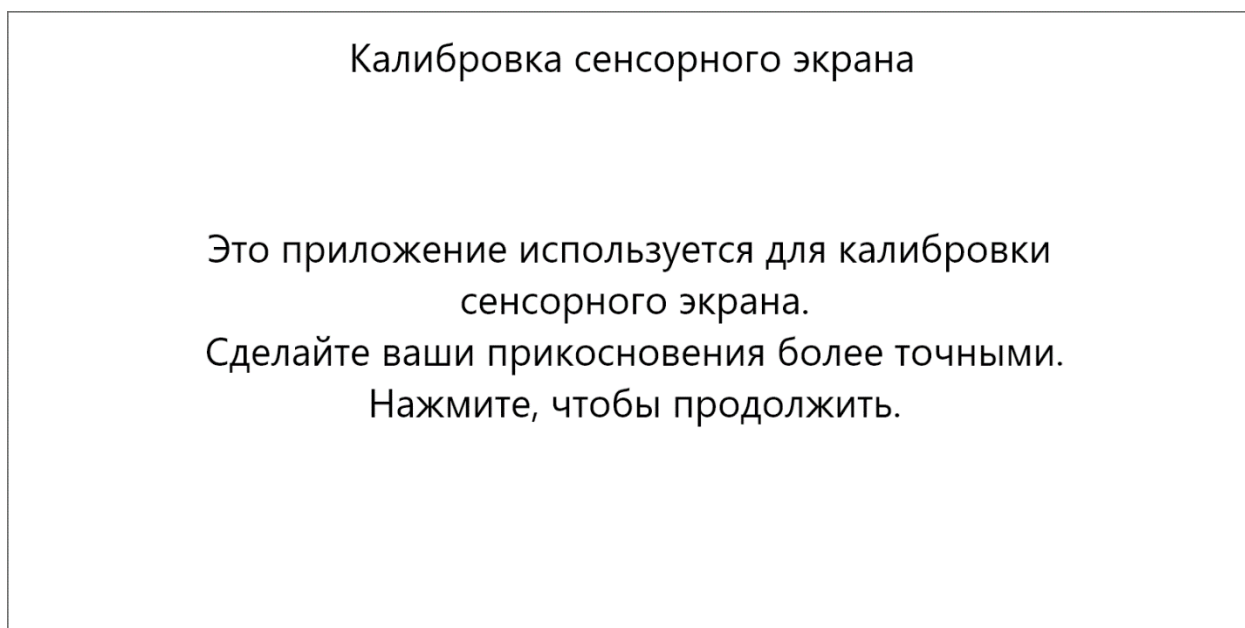 Калибровка сенсорного экрана
Это приложение используется для калибровки
сенсорного экрана.
Сделайте ваши прикосновения более точными.
Нажмите, чтобы продолжить.